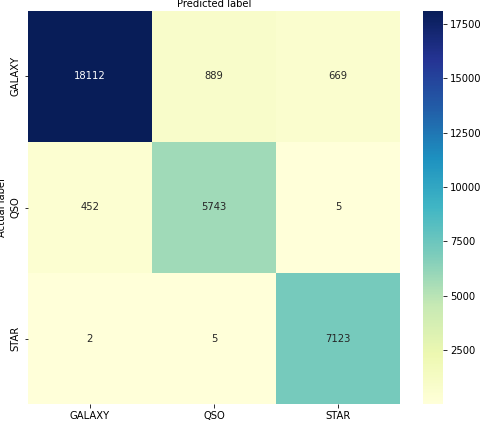 Predicted label
GALAXY 18112 889 669
QSO 452 5743 5
STAR 2 5 7123
GALAXY QSO STAR
Actual label
17500
15000
12500
10000
7500
5000
2500